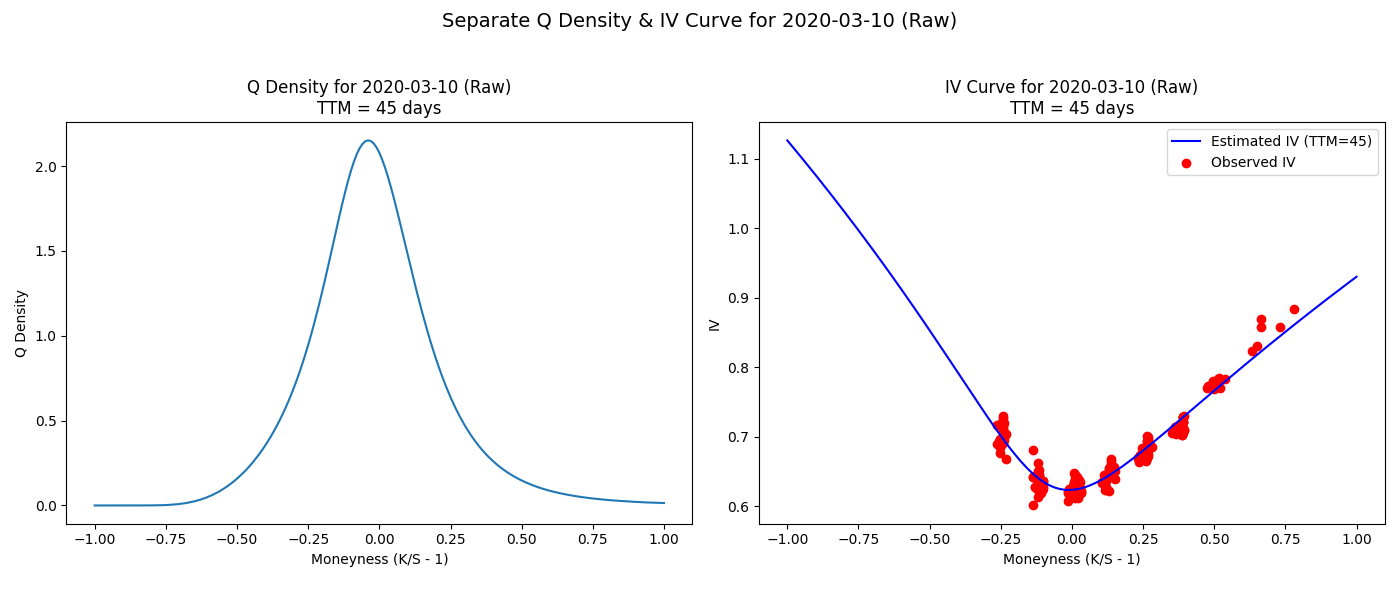 Separate Q Density & IV Curve for 2020-03-10 (Raw)
Q Density for 2020-03-10 (Raw)
TTM = 45 days
Q Density
2.0
1.5
1.0
0.5
0.0
−1.00 −0.75 −0.50 −0.25 0.00 0.25 0.50 0.75 1.00
Moneyness (K/S - 1)
IV Curve for 2020-03-10 (Raw)
TTM = 45 days
Estimated IV (TTM=45)
Observed IV
IV
1.1
1.0
0.9
0.8
0.7
0.6
−1.00 −0.75 −0.50 −0.25 0.00 0.25 0.50 0.75 1.00
Moneyness (K/S - 1)